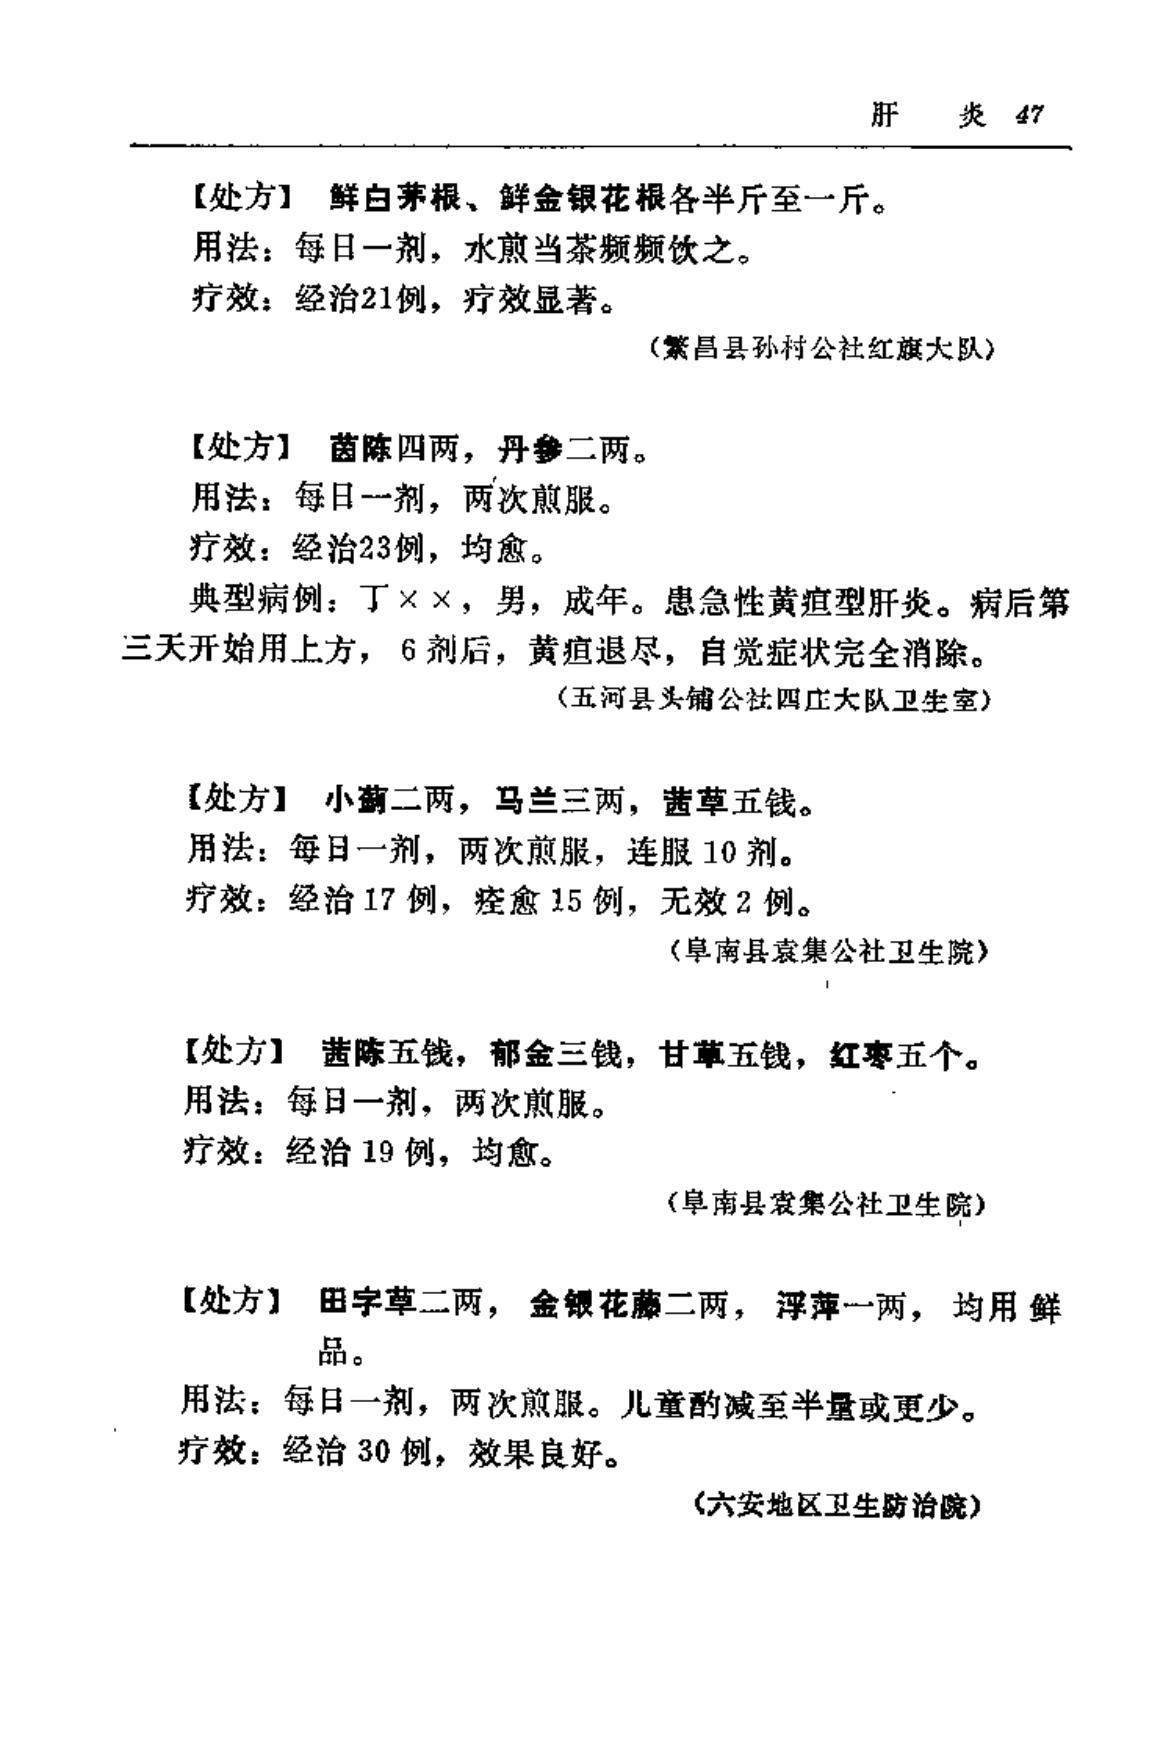 肝　炎 47
【处方】 鲜白茅根、鲜金银花根各半斤至一斤。
用法：每日一剂，水煎当茶频频饮之。
疗效：经治21例，疗效显著。
（繁昌县孙村公社红旗大队）
【处方】 茵陈四两，丹参二两。
用法：每日一剂，两次煎服。
疗效：经治23例，均愈。
典型病例：丁××，男，成年。患急性黄疸型肝炎。病后第
三天开始用上方， 6 剂后，黄疸退尽，自觉症状完全消除。
（五河县头铺公社四庄大队卫生室）
【处方】 小蓟二两，马兰三两，茜草五钱。
用法：每日一剂，两次煎服，连服 10 剂。
疗效：经治 17 例，痊愈 15 例，无效 2 例。
（阜南县袁集公社卫生院）
【处方】 茵陈五钱，郁金三钱，甘草五钱，红枣五个。
用法：每日一剂，两次煎服。
疗效：经治 19 例，均愈。
（阜南县袁集公社卫生院）
【处方】 田字草二两， 金银花藤二两， 浮萍一两， 均用 鲜
品。
用法：每日一剂，两次煎服。儿童酌减至半量或更少。
疗效：经治 30 例，效果良好。
（六安地区卫生防治院）